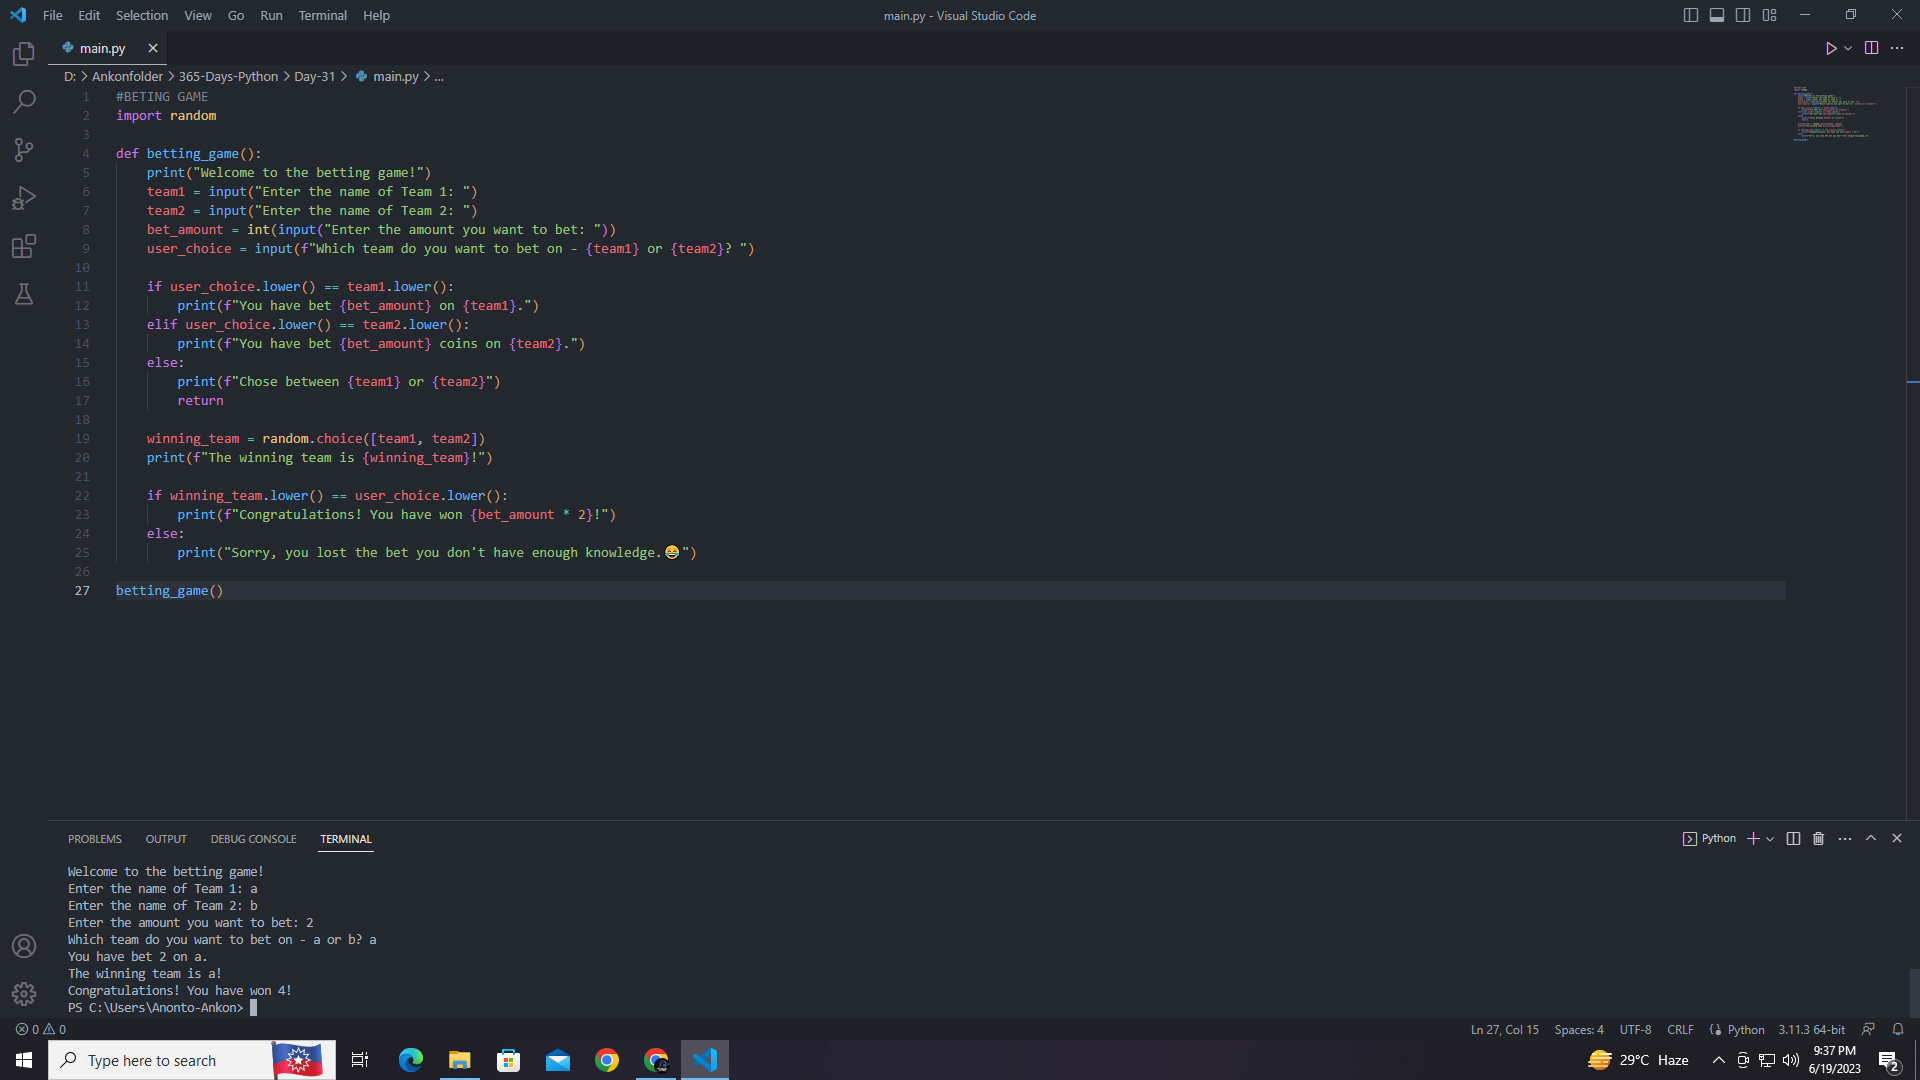 File Edit Selection View Go Run Terminal Help
main.py - Visual Studio Code
main.py
D: > Ankonfolder > 365-Days-Python > Day-31 > main.py > ...
1 #BETING GAME
2 import random
3
4 def betting_game():
5 print("Welcome to the betting game!")
6 team1 = input("Enter the name of Team 1: ")
7 team2 = input("Enter the name of Team 2: ")
8 bet_amount = int(input("Enter the amount you want to bet: "))
9 user_choice = input(f"Which team do you want to bet on - {team1} or {team2}? ")
10
11 if user_choice.lower() == team1.lower():
12 print(f"You have bet {bet_amount} on {team1}.")
13 elif user_choice.lower() == team2.lower():
14 print(f"You have bet {bet_amount} coins on {team2}.")
15 else:
16 print(f"Chose between {team1} or {team2}")
17 return
18
19 winning_team = random.choice([team1, team2])
20 print(f"The winning team is {winning_team}!")
21
22 if winning_team.lower() == user_choice.lower():
23 print(f"Congratulations! You have won {bet_amount * 2}!")
24 else:
25 print("Sorry, you lost the bet you don't have enough knowledge.😂")
26
27 betting_game()
PROBLEMS OUTPUT DEBUG CONSOLE TERMINAL
Python
Welcome to the betting game!
Enter the name of Team 1: a
Enter the name of Team 2: b
Enter the amount you want to bet: 2
Which team do you want to bet on - a or b? a
You have bet 2 on a.
The winning team is a!
Congratulations! You have won 4!
PS C:\Users\Anonto-Ankon>
0 0
Ln 27, Col 15 Spaces: 4 UTF-8 CRLF Python 3.11.3 64-bit
Type here to search
29°C Haze
9:37 PM
6/19/2023
2